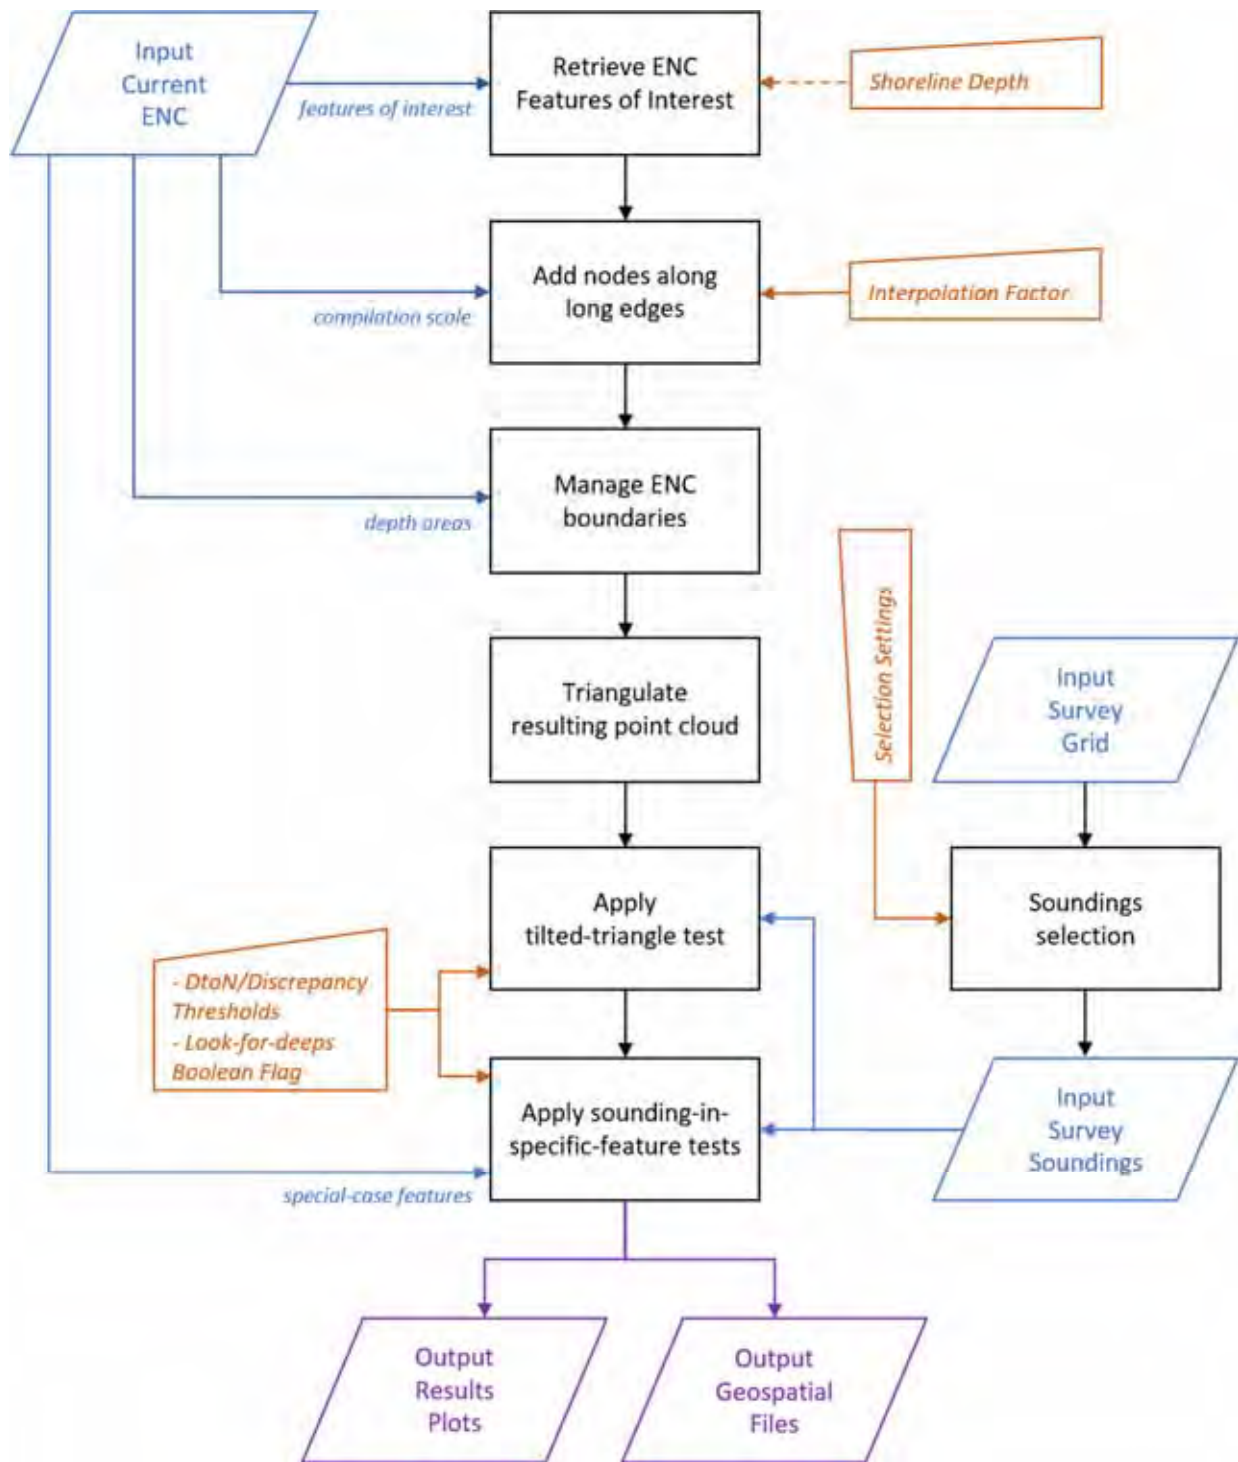 Input
Current
ENC
Retrieve ENC
Features of Interest
Shoreline Depth
features of interest
Add nodes along
long edges
Interpolation Factor
compilation scale
Manage ENC
boundaries
depth areas
Selection Settings
Triangulate
resulting point cloud
Input
Survey
Grid
Apply
tilted-triangle test
Soundings
selection
- DtoN/Discrepancy
Thresholds
- Look-for-deeps
Boolean Flag
Apply sounding-in-
specific-feature tests
Input
Survey
Soundings
special-case features
Output
Results
Plots
Output
Geospatial
Files